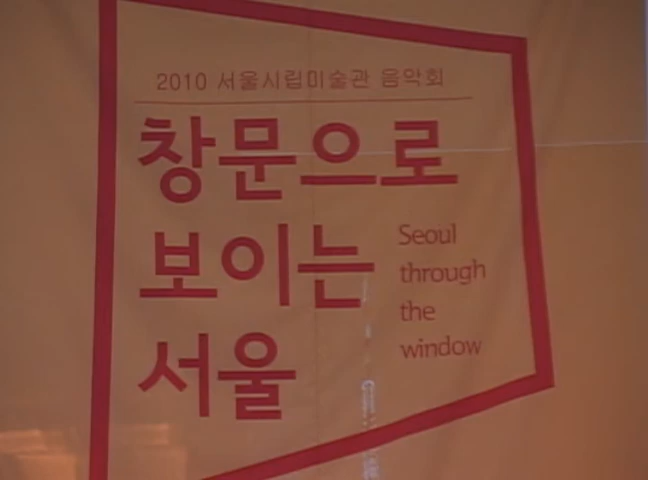 2010 서울시립미술관 음악회
창문으로
보이는
서울
Seoul
through
the
window